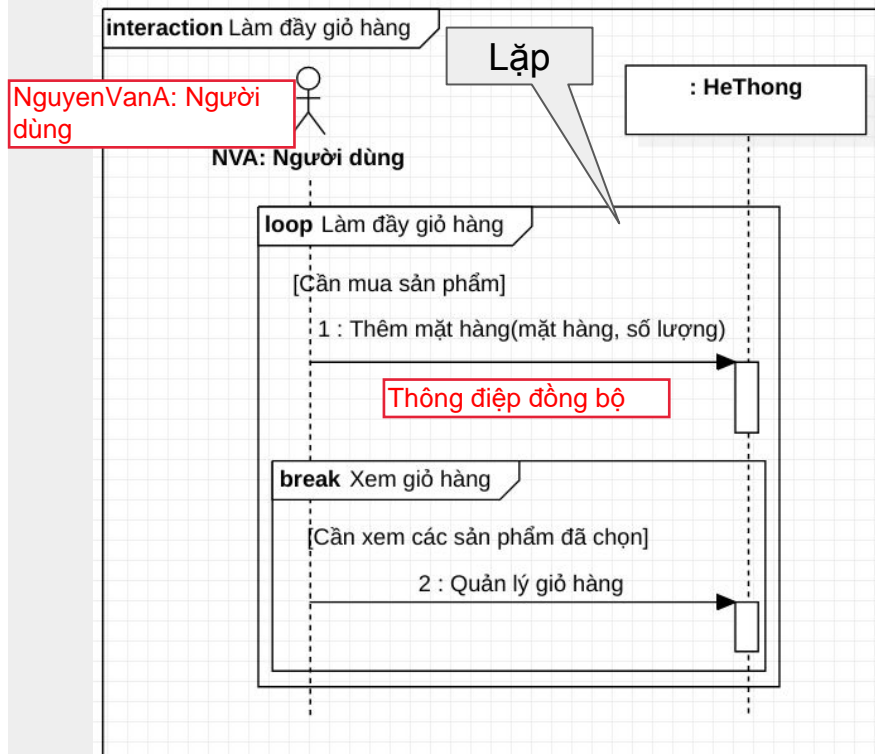 interaction Làm đầy giỏ hàng
Lặp
: HeThong
NguyenVanA: Người
dùng
NVA: Người dùng
loop Làm đầy giỏ hàng
[Cần mua sản phẩm]
1 : Thêm mặt hàng(mặt hàng, số lượng)
Thông điệp đồng bộ
break Xem giỏ hàng
[Cần xem các sản phẩm đã chọn]
2 : Quản lý giỏ hàng